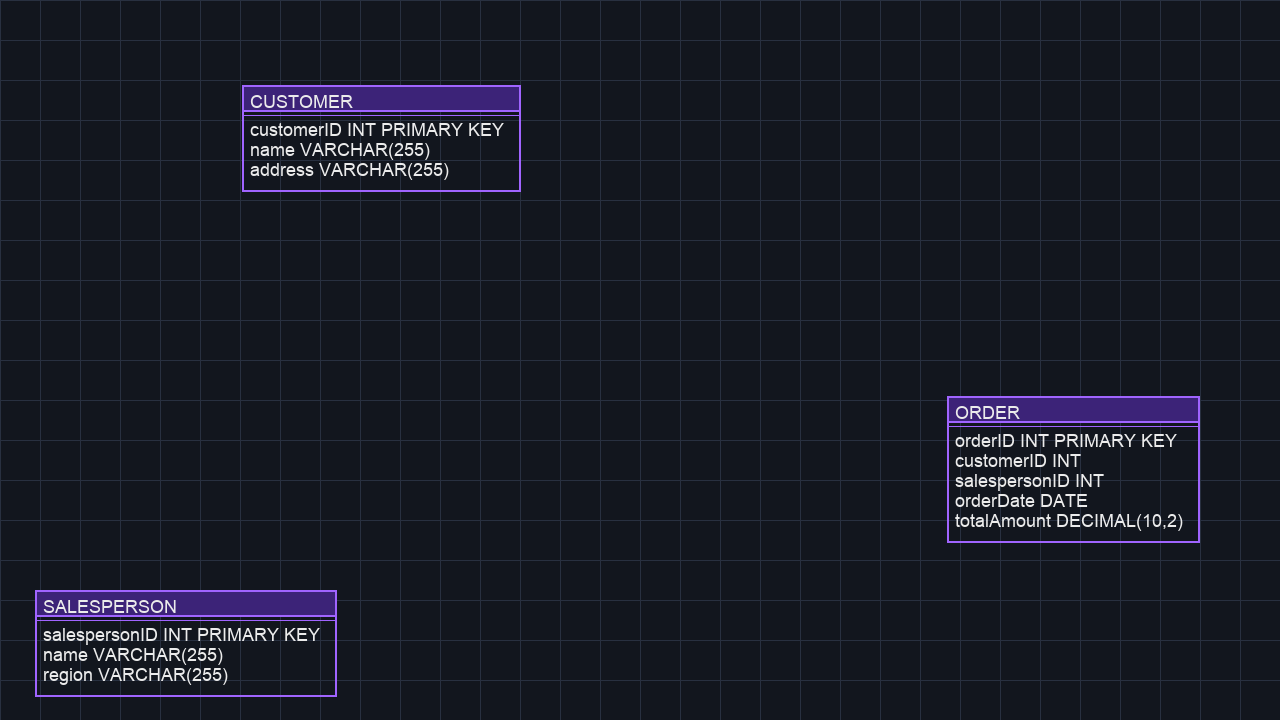 CUSTOMER
customerID INT PRIMARY KEY
name VARCHAR(255)
address VARCHAR(255)
ORDER
orderID INT PRIMARY KEY
customerID INT
salespersonID INT
orderDate DATE
totalAmount DECIMAL(10,2)
SALESPERSON
salespersonID INT PRIMARY KEY
name VARCHAR(255)
region VARCHAR(255)